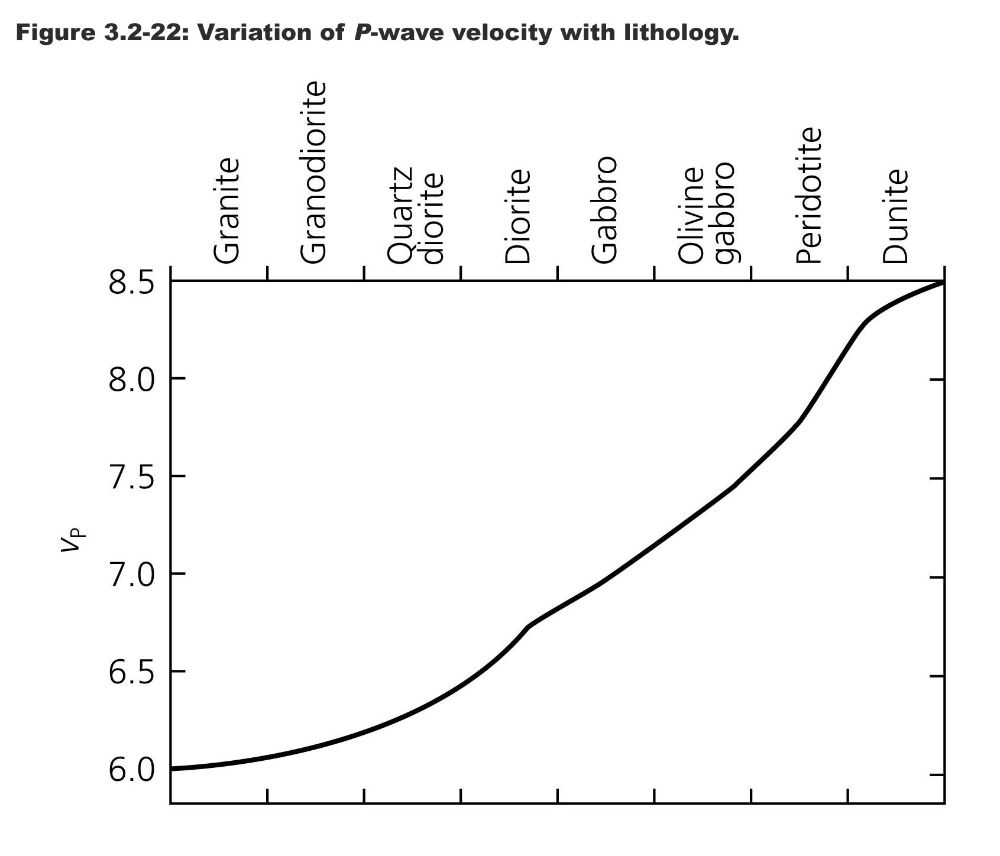 Figure 3.2-22: Variation of P-wave velocity with lithology.
Granite
Granodiorite
Quartz
diorite
Diorite
Gabbro
Olivine
gabbro
Peridotite
Dunite
8.5
8.0
7.5
7.0
6.5
6.0
vP